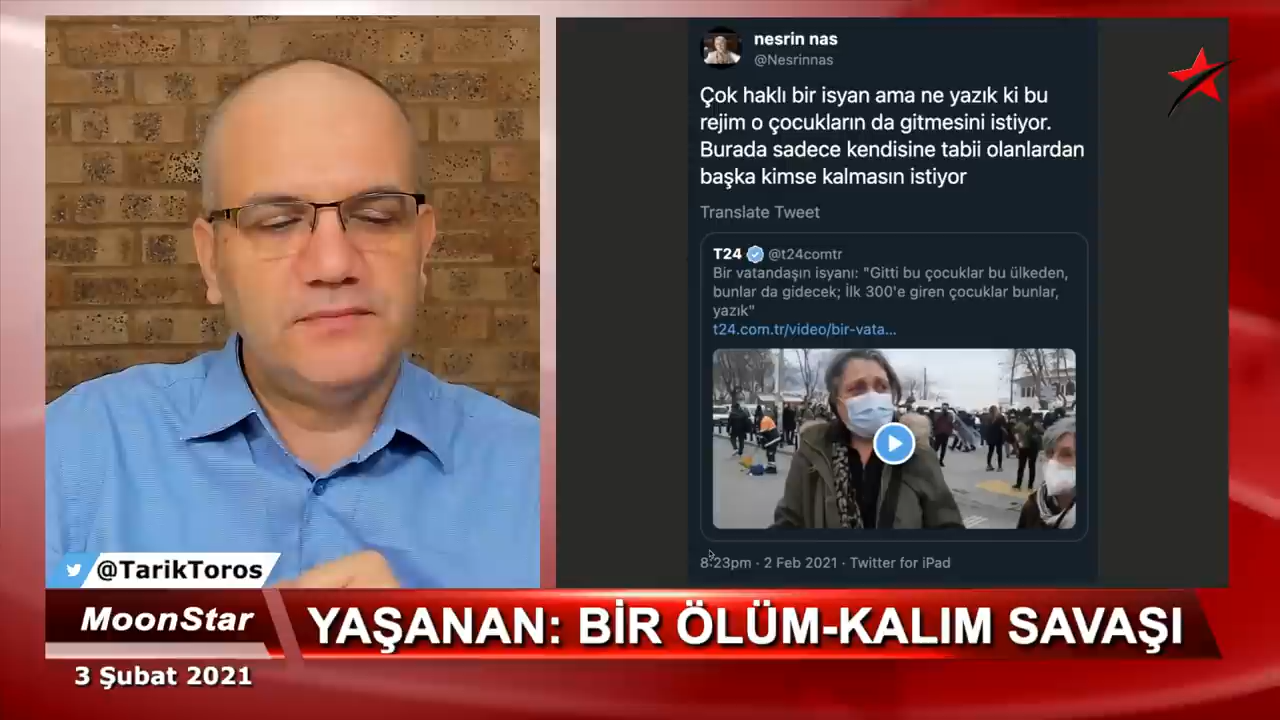 nesrin nas
@Nesrinnas
Çok haklı bir isyan ama ne yazık ki bu
rejim o çocukların da gitmesini istiyor.
Burada sadece kendisine tabii olanlardan
başka kimse kalmasın istiyor
Translate Tweet
T24 @t24comtr
Bir vatandaşın isyanı: "Gitti bu çocuklar bu ülkeden,
bunlar da gidecek; İlk 300'e giren çocuklar bunlar,
yazık"
t24.com.tr/video/bir-vata...
8:23pm · 2 Feb 2021 · Twitter for iPad
@TarikToros
MoonStar
YAŞANAN: BİR ÖLÜM-KALIM SAVAŞI
3 Şubat 2021